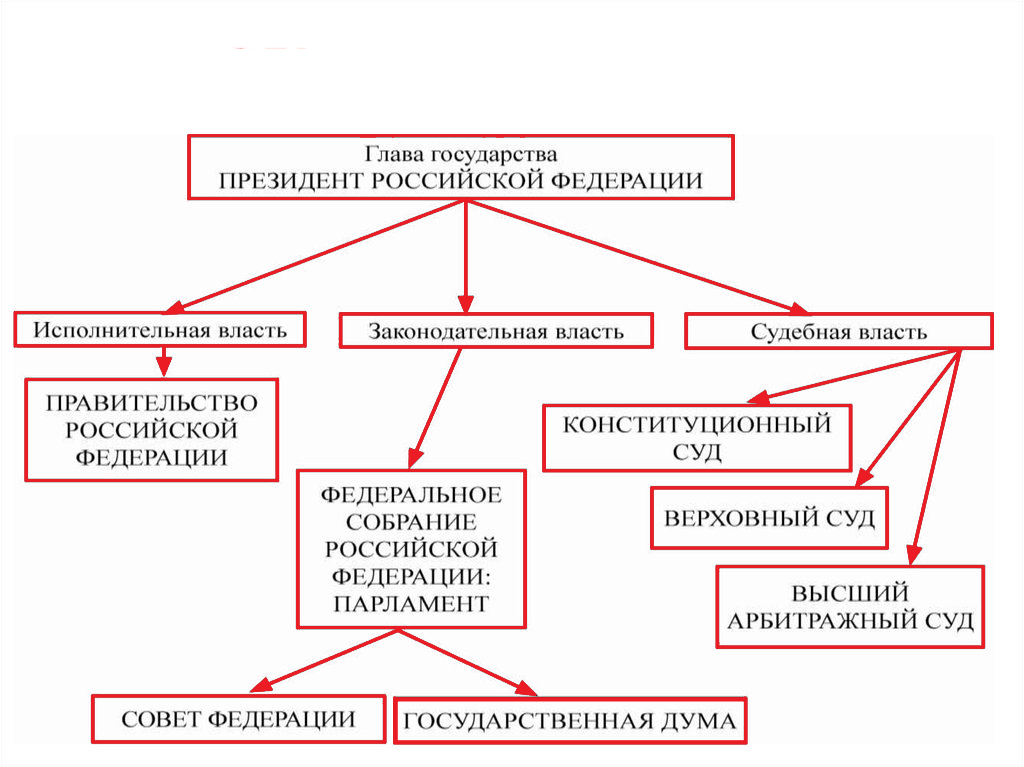 Глава государства
ПРЕЗИДЕНТ РОССИЙСКОЙ ФЕДЕРАЦИИ
Исполнительная власть
Законодательная власть
Судебная власть
ПРАВИТЕЛЬСТВО
РОССИЙСКОЙ
ФЕДЕРАЦИИ
КОНСТИТУЦИОННЫЙ
СУД
ФЕДЕРАЛЬНОЕ
СОБРАНИЕ
РОССИЙСКОЙ
ФЕДЕРАЦИИ:
ПАРЛАМЕНТ
ВЕРХОВНЫЙ СУД
ВЫСШИЙ
АРБИТРАЖНЫЙ СУД
СОВЕТ ФЕДЕРАЦИИ
ГОСУДАРСТВЕННАЯ ДУМА